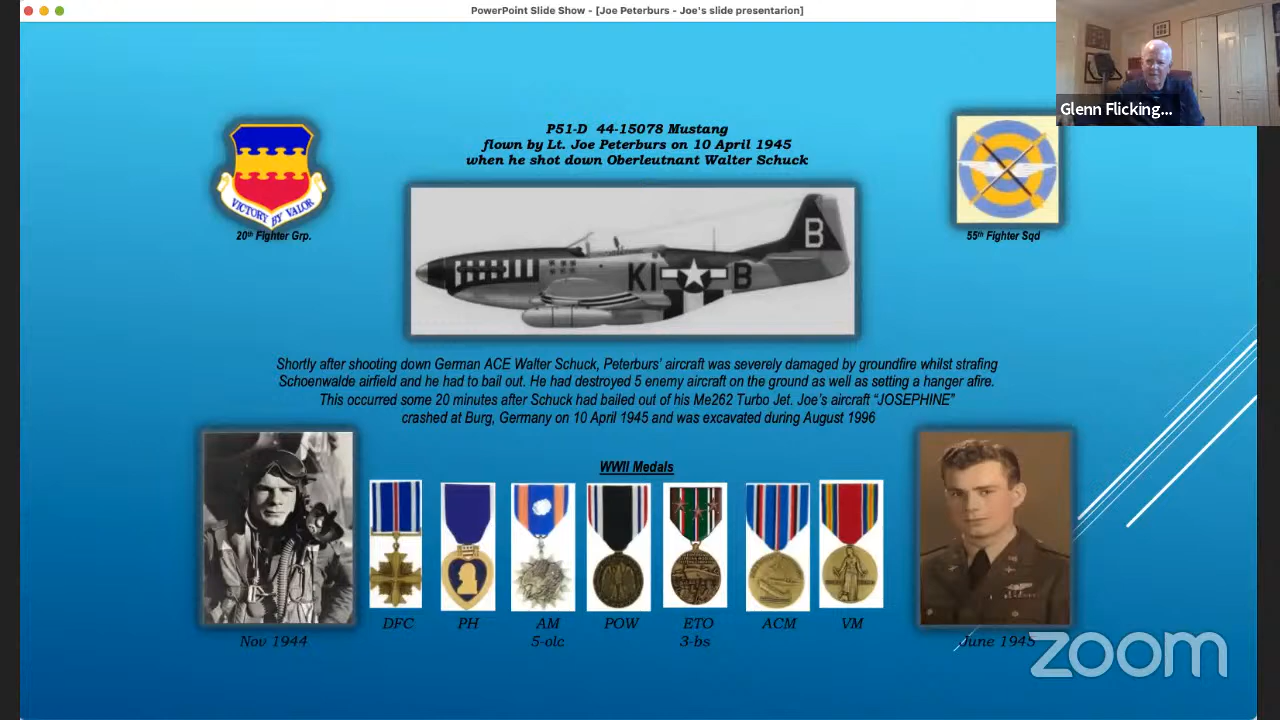 PowerPoint Slide Show - [Joe Peterburs - Joe's slide presentarion]
Glenn Flicking...
P51-D 44-15078 Mustang
flown by Lt. Joe Peterburs on 10 April 1945
when he shot down Oberleutnant Walter Schuck
VICTORY BY VALOR
20th Fighter Grp.
55th Fighter Sqd
B
KI B
Shortly after shooting down German ACE Walter Schuck, Peterburs' aircraft was severely damaged by groundfire whilst strafing
Schoenwalde airfield and he had to bail out. He had destroyed 5 enemy aircraft on the ground as well as setting a hanger afire.
This occurred some 20 minutes after Schuck had bailed out of his Me262 Turbo Jet. Joe's aircraft "JOSEPHINE"
crashed at Burg, Germany on 10 April 1945 and was excavated during August 1996
WWII Medals
DFC PH AM POW ETO ACM VM
5-olc 3-bs
Nov 1944
June 1945
zoom